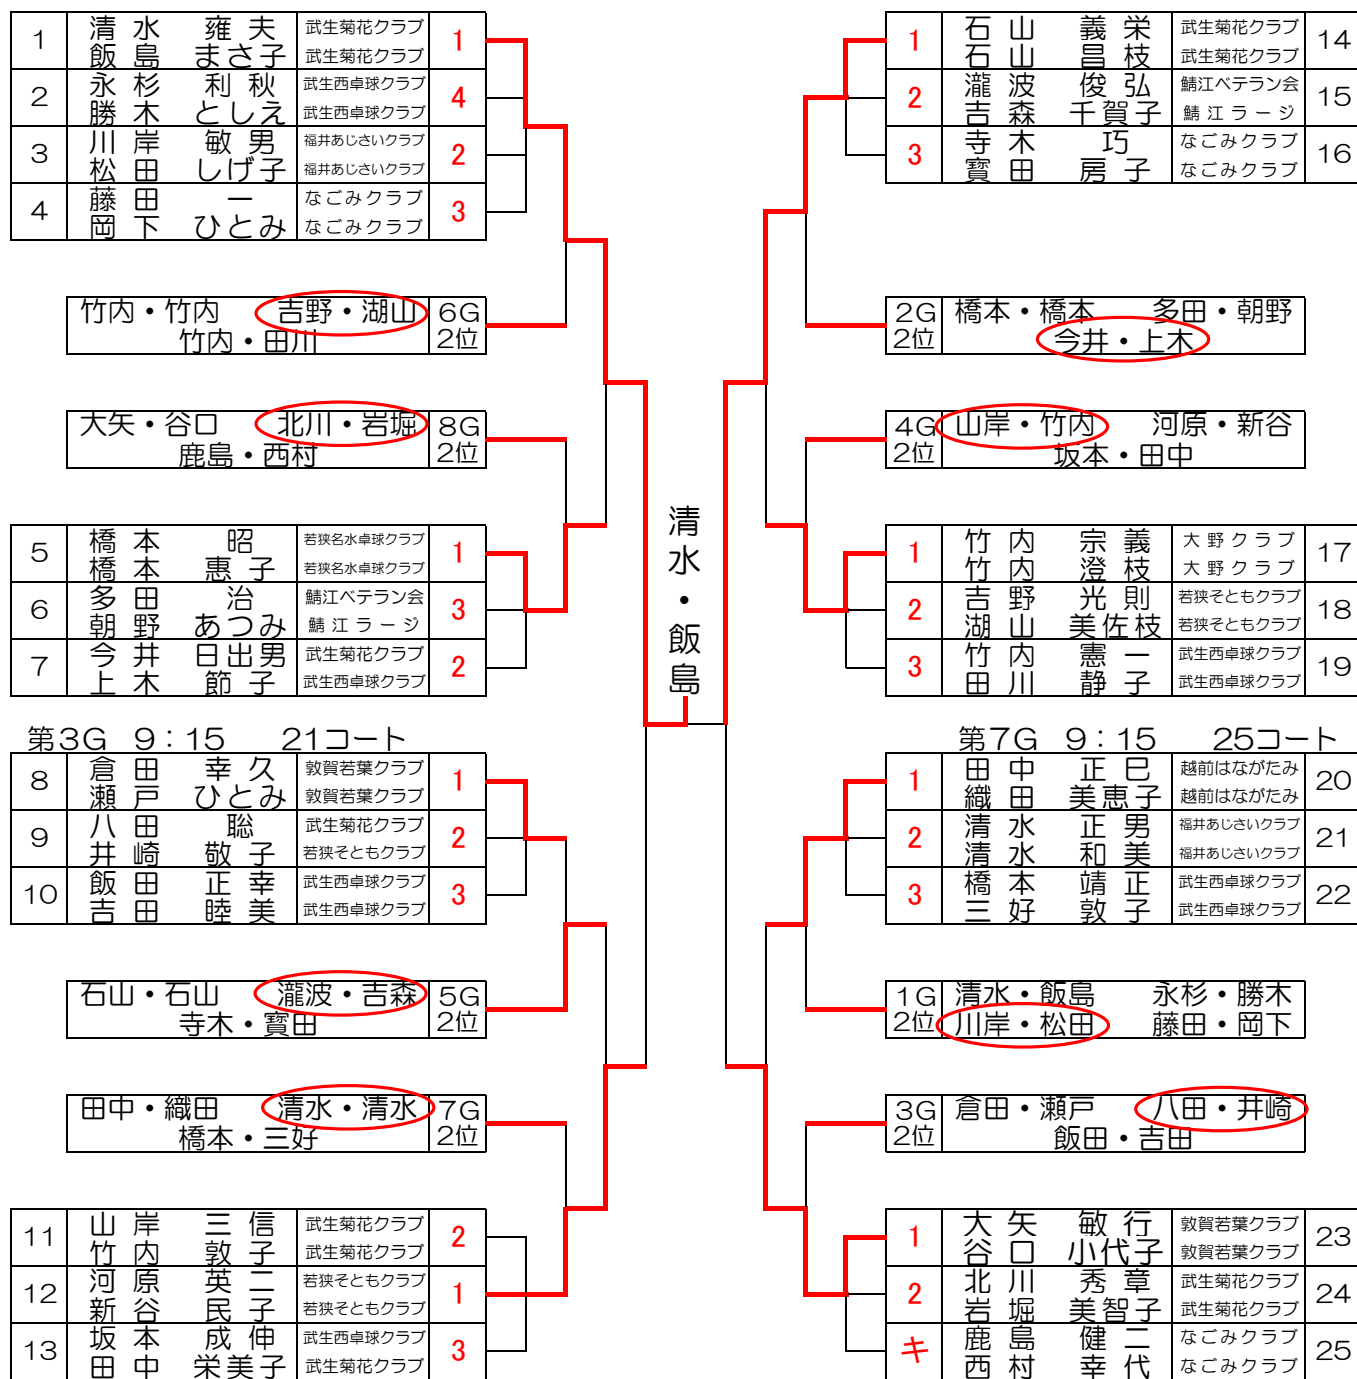 1 清水 雍夫 武生菊花クラブ 1
飯島 まさ子 武生菊花クラブ
2 永杉 利秋 武生西卓球クラブ 4
勝木 としえ 武生西卓球クラブ
3 川岸 敏男 福井あじさいクラブ 2
松田 しげ子 福井あじさいクラブ
4 藤田 一 なごみクラブ 3
岡下 ひとみ なごみクラブ
竹内・竹内 吉野・湖山 6G
竹内・田川 2位
大矢・谷口 北川・岩堀 8G
鹿島・西村 2位
5 橋本 昭 若狭名水卓球クラブ 1
橋本 惠子 若狭名水卓球クラブ
6 多田 治 鯖江ベテラン会 3
朝野 あつみ 鯖江ラージ
7 今井 日出男 武生菊花クラブ 2
上木 節子 武生西卓球クラブ
第3G 9:15 21コート
8 倉田 幸久 敦賀若葉クラブ 1
瀬戸 ひとみ 敦賀若葉クラブ
9 八田 聡 武生菊花クラブ 2
井崎 敬子 若狭そともクラブ
10 飯田 正幸 武生西卓球クラブ 3
吉田 睦美 武生西卓球クラブ
石山・石山 瀧波・吉森 5G
寺木・寳田 2位
田中・織田 清水・清水 7G
橋本・三好 2位
11 山岸 三信 武生菊花クラブ 2
竹内 敦子 武生菊花クラブ
12 河原 英二 若狭そともクラブ 1
新谷 民子 若狭そともクラブ
13 坂本 成伸 武生西卓球クラブ 3
田中 栄美子 武生菊花クラブ
清水・飯島
1 石山 義栄 武生菊花クラブ 14
石山 昌枝 武生菊花クラブ
2 瀧波 俊弘 鯖江ベテラン会 15
吉森 千賀子 鯖江ラージ
3 寺木 巧 なごみクラブ 16
寳田 房子 なごみクラブ
2G 橋本・橋本 多田・朝野
2位 今井・上木
4G 山岸・竹内 河原・新谷
2位 坂本・田中
1 竹内 宗義 大野クラブ 17
竹内 澄枝 大野クラブ
2 吉野 光則 若狭そともクラブ 18
湖山 美佐枝 若狭そともクラブ
3 竹内 憲一 武生西卓球クラブ 19
田川 静子 武生西卓球クラブ
第7G 9:15 25コート
1 田中 正巳 越前はながたみ 20
織田 美恵子 越前はながたみ
2 清水 正男 福井あじさいクラブ 21
清水 和美 福井あじさいクラブ
3 橋本 靖正 武生西卓球クラブ 22
三好 敦子 武生西卓球クラブ
1G 清水・飯島 永杉・勝木
2位 川岸・松田 藤田・岡下
3G 倉田・瀬戸 八田・井崎
2位 飯田・吉田
1 大矢 敏行 敦賀若葉クラブ 23
谷口 小代子 敦賀若葉クラブ
2 北川 秀章 武生菊花クラブ 24
岩堀 美智子 武生菊花クラブ
キ 鹿島 健二 なごみクラブ 25
西村 幸代 なごみクラブ